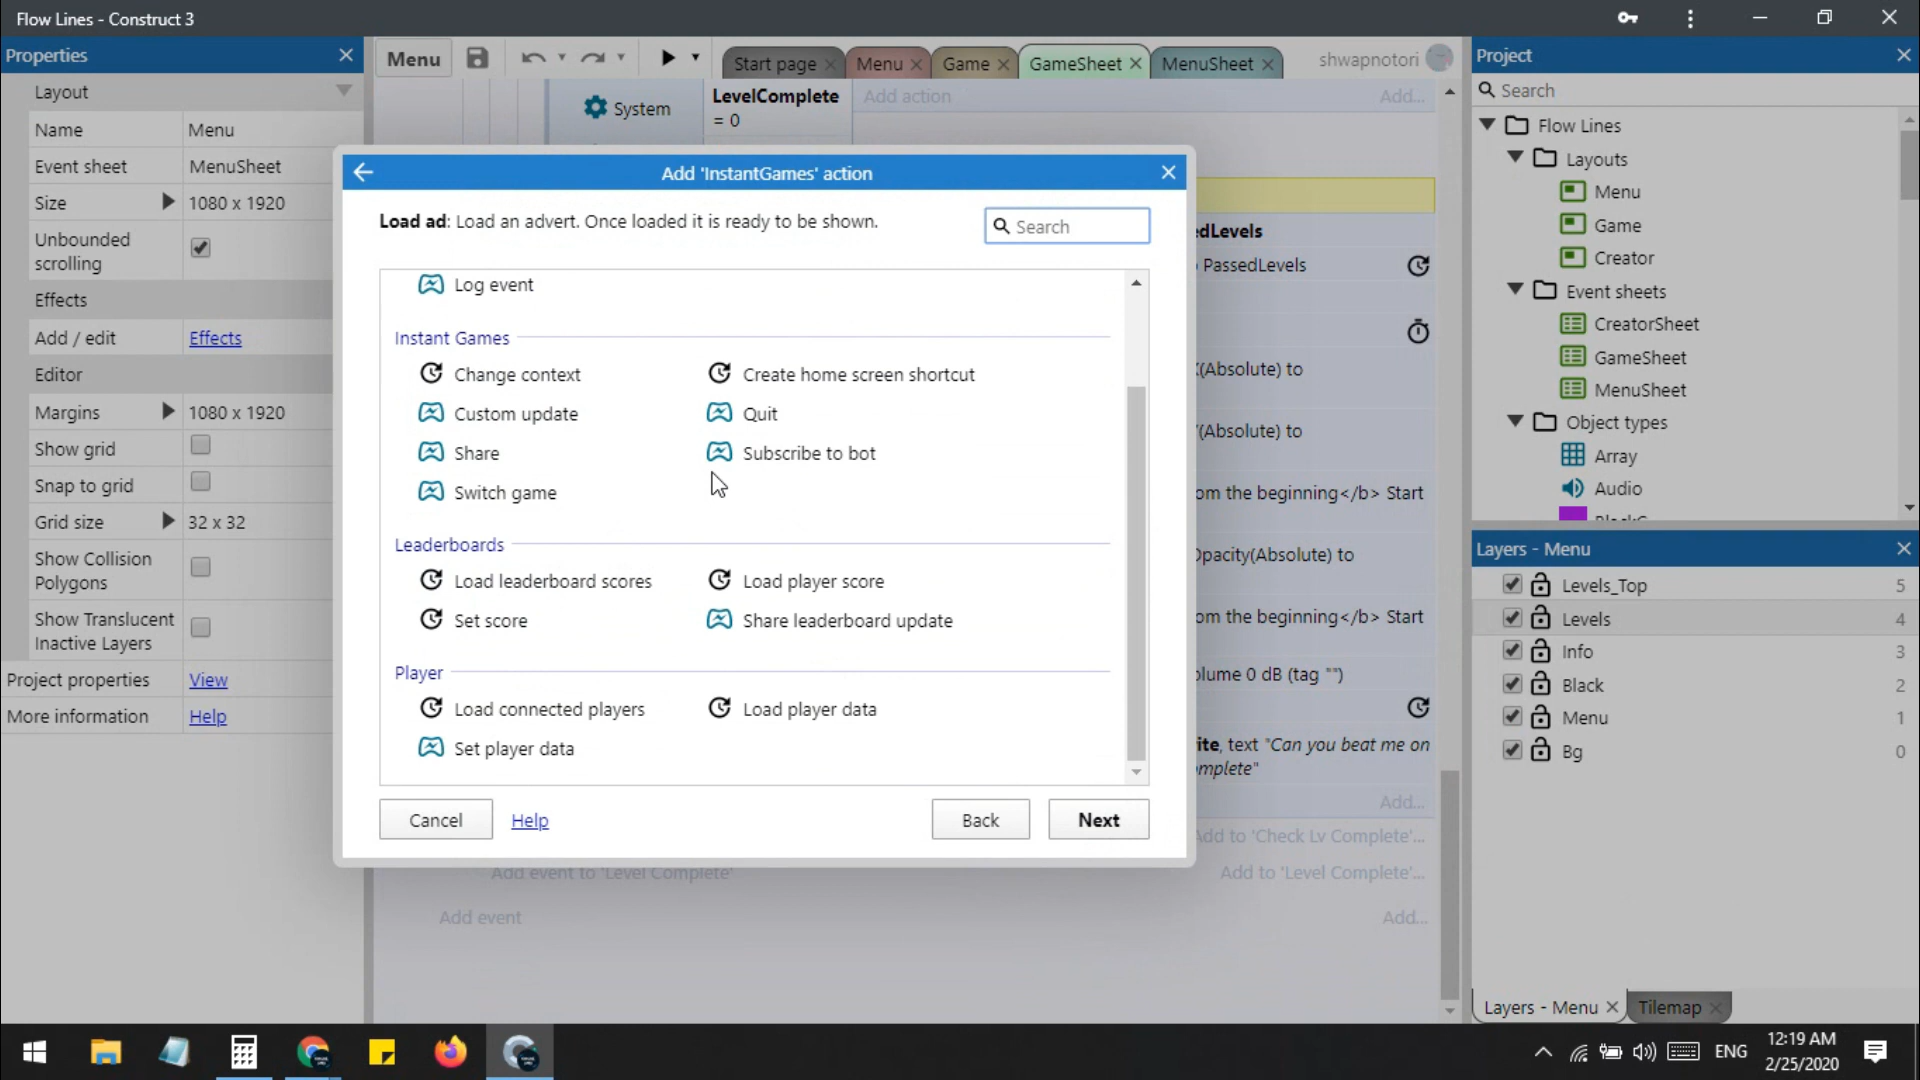 Flow Lines - Construct 3
Properties
Menu
Start page
Menu
Game
GameSheet
MenuSheet
shwapnotori
Project
Layout
Name Menu
Event sheet MenuSheet
Size 1080 x 1920
Unbounded
scrolling
Effects
Add / edit Effects
Editor
Margins 1080 x 1920
Show grid
Snap to grid
Grid size 32 x 32
Show Collision
Polygons
Show Translucent
Inactive Layers
Project properties View
More information Help
System
LevelComplete
= 0
Add action
Add...
Add 'InstantGames' action
Load ad: Load an advert. Once loaded it is ready to be shown.
Search
Log event
Instant Games
Change context
Create home screen shortcut
Custom update
Quit
Share
Subscribe to bot
Switch game
Leaderboards
Load leaderboard scores
Load player score
Set score
Share leaderboard update
Player
Load connected players
Load player data
Set player data
Cancel
Help
Back
Next
edLevels
PassedLevels
(Absolute) to
(Absolute) to
om the beginning</b> Start
Opacity(Absolute) to
om the beginning</b> Start
olume 0 dB (tag "")
ite, text "Can you beat me on
mplete"
Add...
Add to 'Check Lv Complete'...
Add event to 'Level Complete'
Add to 'Level Complete'...
Add event
Add...
Search
Flow Lines
Layouts
Menu
Game
Creator
Event sheets
CreatorSheet
GameSheet
MenuSheet
Object types
Array
Audio
Layers - Menu
Levels_Top 5
Levels 4
Info 3
Black 2
Menu 1
Bg 0
Layers - Menu
Tilemap
ENG
12:19 AM
2/25/2020